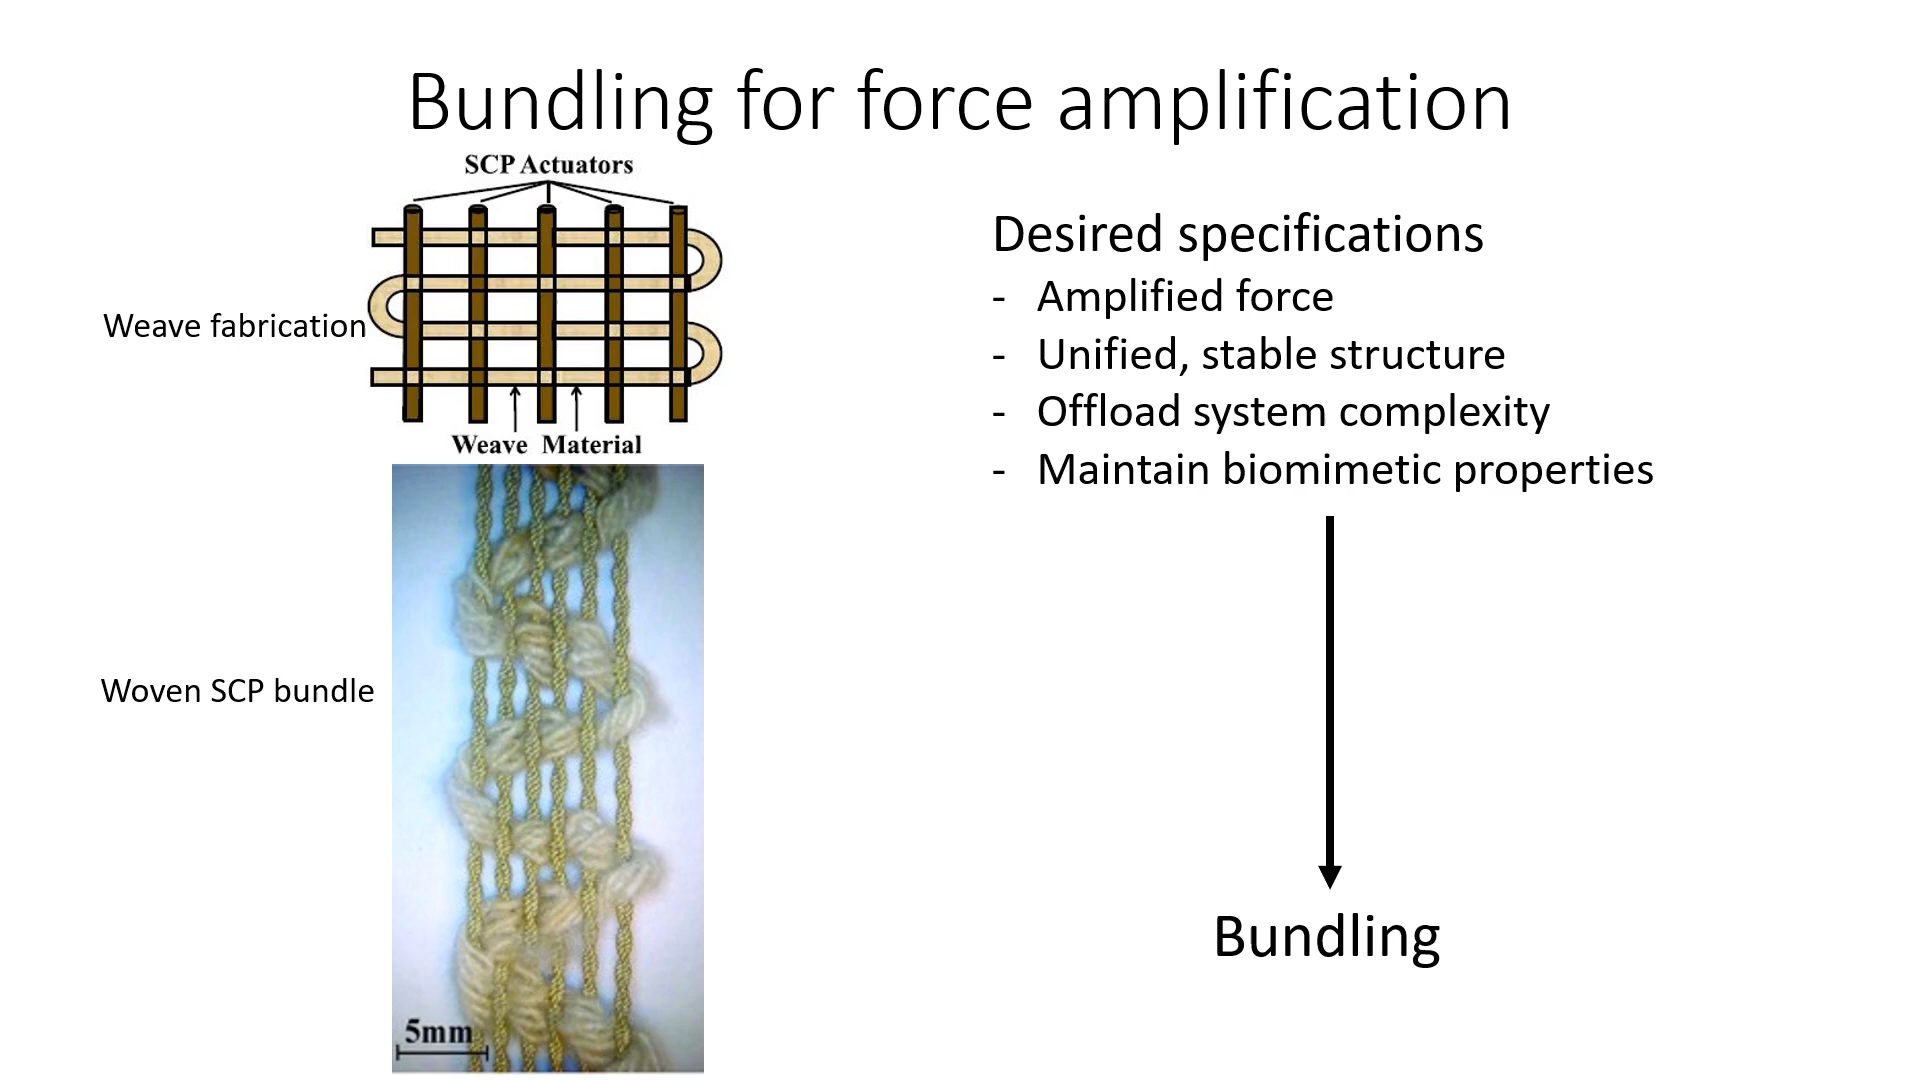 Bundling for force amplification
SCP Actuators
Weave fabrication
Weave Material
Woven SCP bundle
5mm
Desired specifications
- Amplified force
- Unified, stable structure
- Offload system complexity
- Maintain biomimetic properties
Bundling